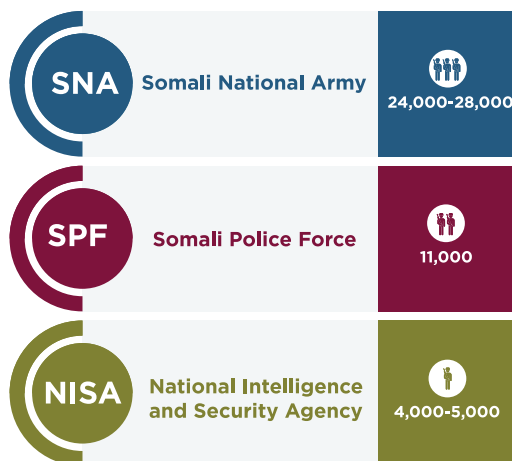 SNA
Somali National Army
24,000-28,000
SPF
Somali Police Force
11,000
NISA
National Intelligence
and Security Agency
4,000-5,000